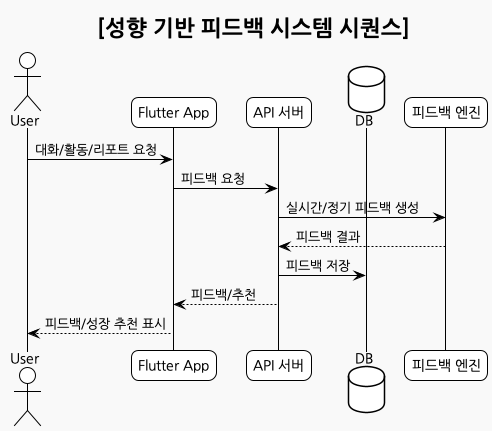 [성향 기반 피드백 시스템 시퀀스]
User
Flutter App
API 서버
DB
피드백 엔진
대화/활동/리포트 요청
피드백 요청
실시간/정기 피드백 생성
피드백 결과
피드백 저장
피드백/추천
피드백/성장 추천 표시
User
Flutter App
API 서버
DB
피드백 엔진